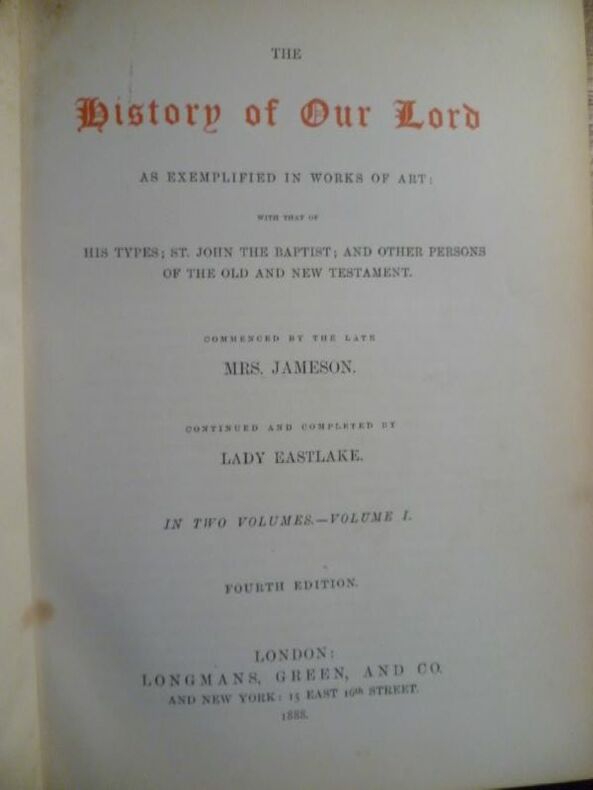 THE
History of Our Lord
AS EXEMPLIFIED IN WORKS OF ART:
WITH THAT OF
HIS TYPES; ST. JOHN THE BAPTIST; AND OTHER PERSONS
OF THE OLD AND NEW TESTAMENT.
COMMENCED BY THE LATE
MRS. JAMESON.
CONTINUED AND COMPLETED BY
LADY EASTLAKE.
IN TWO VOLUMES.—VOLUME I.
FOURTH EDITION.
LONDON:
LONGMANS, GREEN, AND CO.
AND NEW YORK: 15 EAST 16th STREET.
1888.